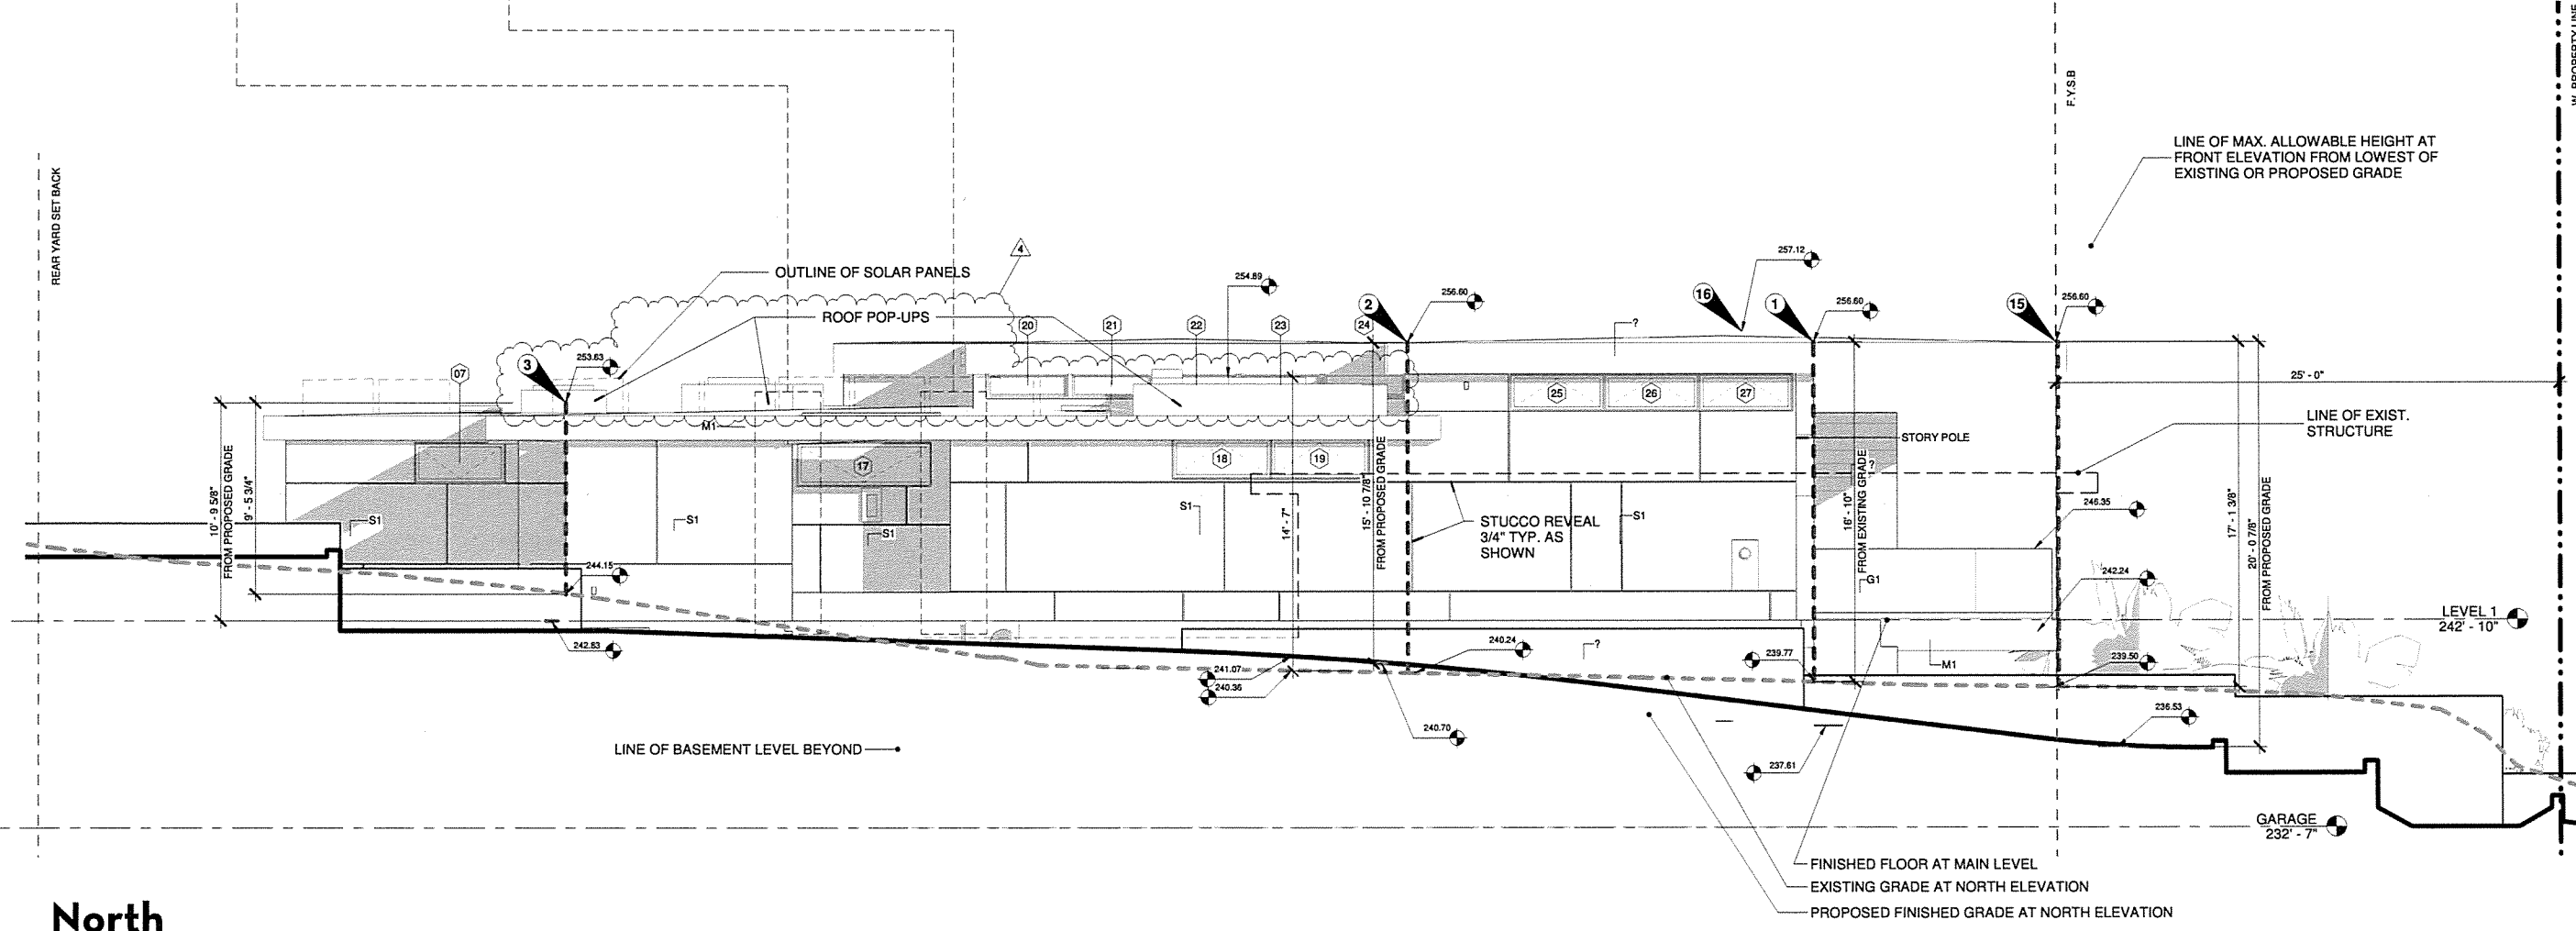 W. PROPERTY LINE
F.Y.S.B
REAR YARD SET BACK
LINE OF MAX. ALLOWABLE HEIGHT AT
FRONT ELEVATION FROM LOWEST OF
EXISTING OR PROPOSED GRADE
4
OUTLINE OF SOLAR PANELS
ROOF POP-UPS
254.89
257.12
16
1
2
15
256.60
256.60
256.60
20
21
22
23
24
?
3
253.63
07
25
26
27
25' - 0"
LINE OF EXIST.
STRUCTURE
M1
STORY POLE
17
18
19
?
10' - 9 5/8"
FROM PROPOSED GRADE
9' - 5 3/4"
S1
S1
S1
S1
S1
14' - 7"
15' - 10 7/8"
FROM PROPOSED GRADE
STUCCO REVEAL
3/4" TYP. AS
SHOWN
16' - 10"
FROM EXISTING GRADE
246.35
17' - 1 3/8"
20' - 0 7/8"
FROM PROPOSED GRADE
244.15
G1
242.24
LEVEL 1
242' - 10"
242.83
240.24
?
239.77
M1
239.50
241.07
240.36
240.70
236.53
237.61
LINE OF BASEMENT LEVEL BEYOND
GARAGE
232' - 7"
FINISHED FLOOR AT MAIN LEVEL
EXISTING GRADE AT NORTH ELEVATION
PROPOSED FINISHED GRADE AT NORTH ELEVATION
North